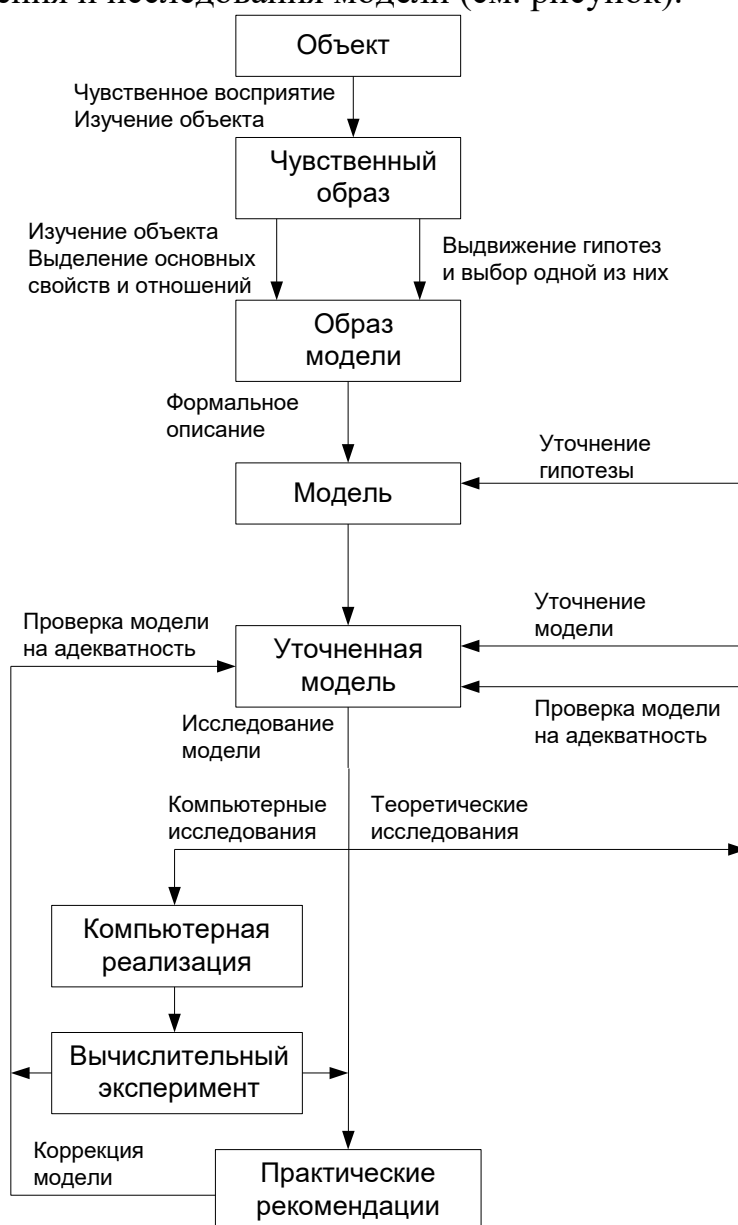 ения и исследования модели (см. рисунок).
Объект
Чувственное восприятие
Изучение объекта
Чувственный
образ
Изучение объекта
Выделение основных
свойств и отношений
Выдвижение гипотез
и выбор одной из них
Образ
модели
Формальное
описание
Уточнение
гипотезы
Модель
Проверка модели
на адекватность
Уточнение
модели
Уточненная
модель
Исследование
модели
Проверка модели
на адекватность
Компьютерные
исследования
Теоретические
исследования
Компьютерная
реализация
Вычислительный
эксперимент
Коррекция
модели
Практические
рекомендации